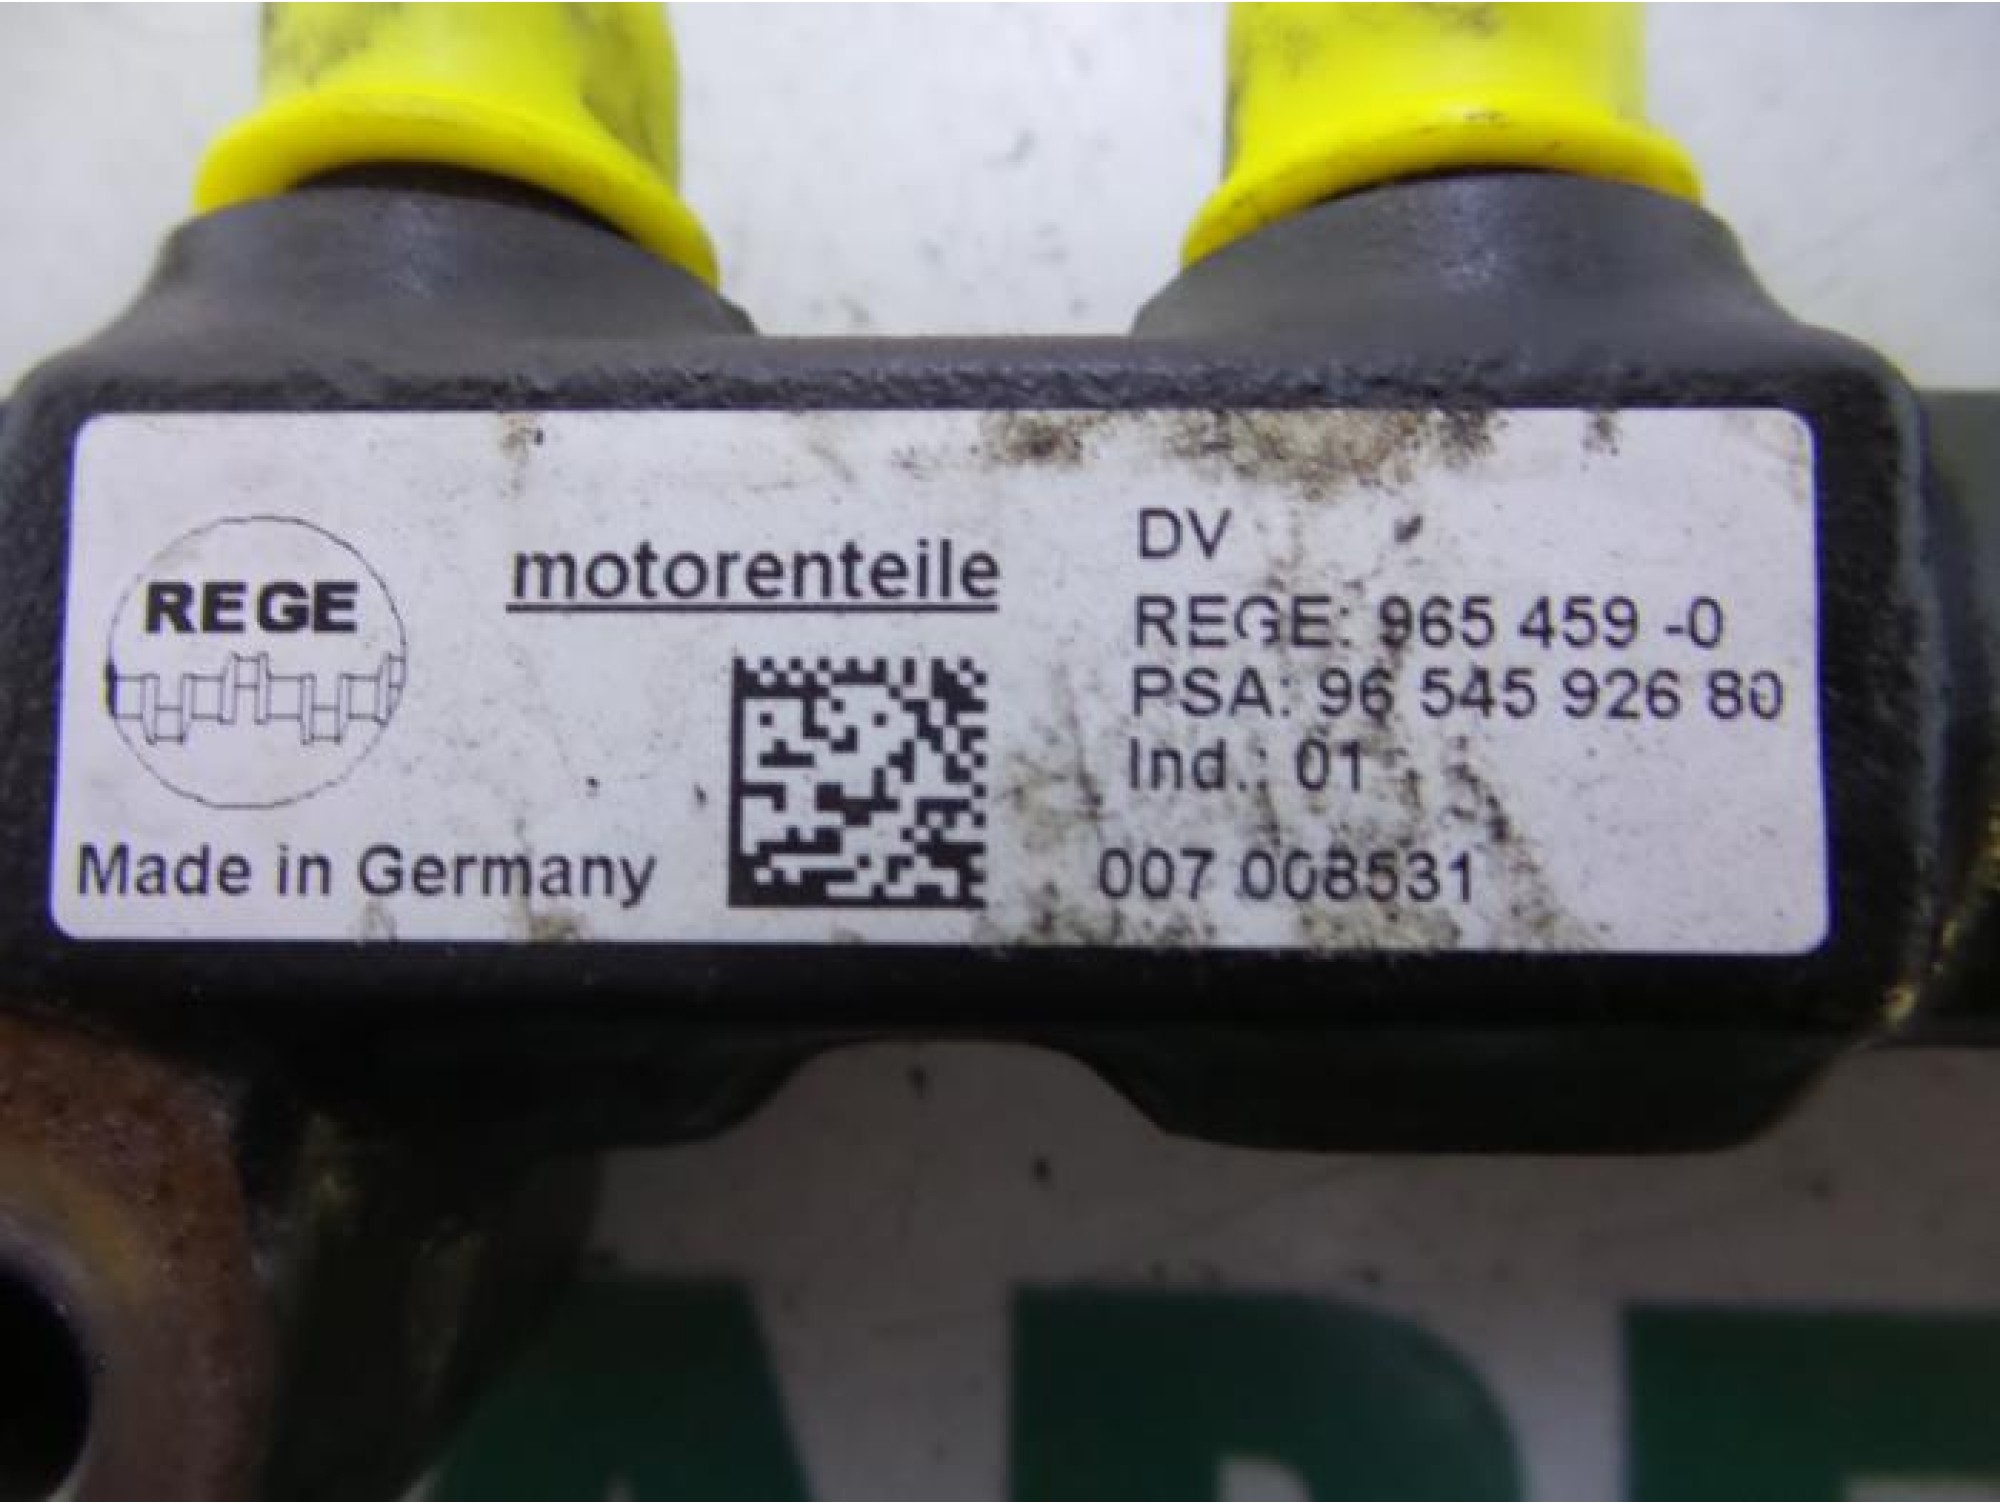 REGE
motorenteile
Made in Germany
DV
REGE: 965 459 -0
PSA: 96 545 926 80
Ind.: 01
007 008531